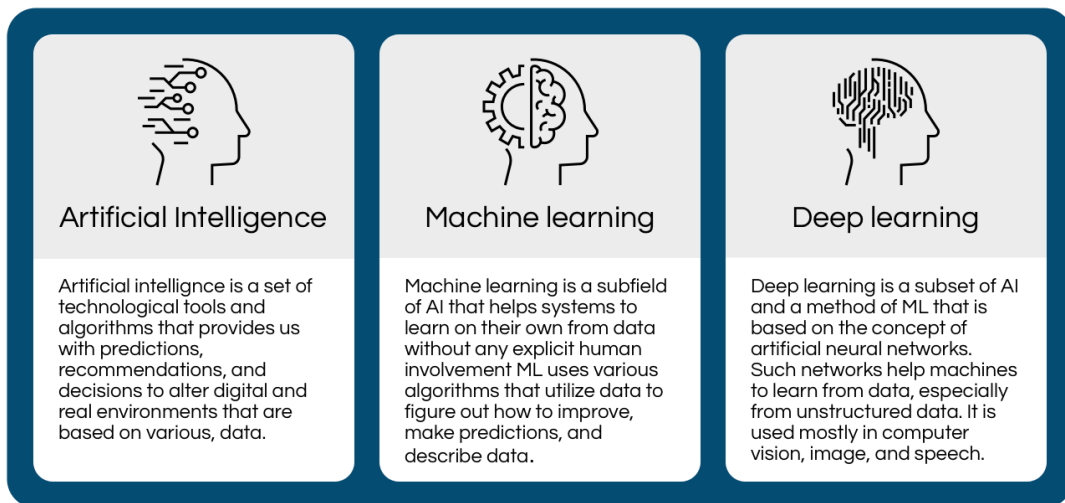 Artificial Intelligence
Artificial intellignce is a set of
technological tools and
algorithms that provides us
with predictions,
recommendations, and
decisions to alter digital and
real environments that are
based on various, data.
Machine learning
Machine learning is a subfield
of AI that helps systems to
learn on their own from data
without any explicit human
involvement ML uses various
algorithms that utilize data to
figure out how to improve,
make predictions, and
describe data.
Deep learning
Deep learning is a subset of AI
and a method of ML that is
based on the concept of
artificial neural networks.
Such networks help machines
to learn from data, especially
from unstructured data. It is
used mostly in computer
vision, image, and speech.